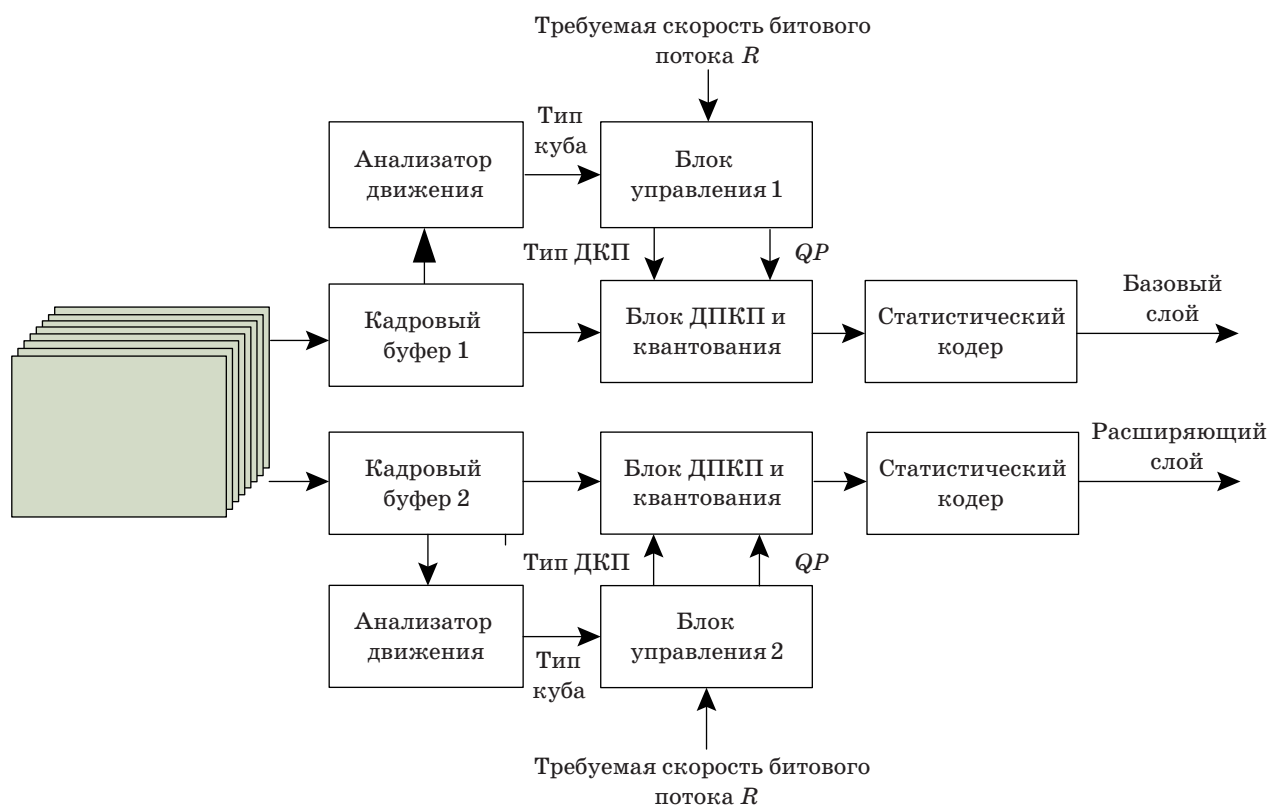 Требуемая скорость битового
потока R
Тип
куба
Анализатор
движения
Блок
управления 1
Тип ДКП
QP
Кадровый
буфер 1
Блок ДПКП и
квантования
Статистический
кодер
Базовый
слой
Кадровый
буфер 2
Блок ДПКП и
квантования
Статистический
кодер
Расширяющий
слой
Тип ДКП
QP
Анализатор
движения
Тип
куба
Блок
управления 2
Требуемая скорость битового
потока R